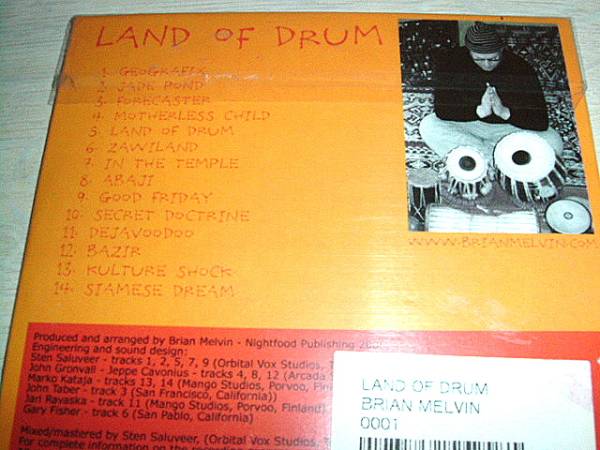 LAND OF DRUM
1. GEOGRAFIX
2. JADE POND
3. FORECASTER
4. MOTHERLESS CHILD
5. LAND OF DRUM
6. ZAWILAND
7. IN THE TEMPLE
8. ABAJI
9. GOOD FRIDAY
10. SECRET DOCTRINE
11. DEJAVOODOO
12. BAZIR
13. KULTURE SHOCK
14. SIAMESE DREAM
WWW.BRIANMELVIN.COM
Produced and arranged by Brian Melvin - Nightfood Publishing
Engineering and sound design:
Sten Saluveer - tracks 1, 2, 5, 7, 9 (Orbital Vox Studios,
John Gronvall - Jeppe Cavonius - tracks 4, 8, 12 (Arcada
Marko Kataja - tracks 13, 14 (Mango Studios, Porvoo,
John Taber - track 3 (San Francisco, California))
Jari Ravaska - track 11 (Mango Studios, Porvoo, Finland)
Gary Fisher - track 6 (San Pablo, California)
Mixed/mastered by Sten Saluveer, (Orbital Vox Studios,
For complete information on the
LAND OF DRUM
BRIAN MELVIN
0001